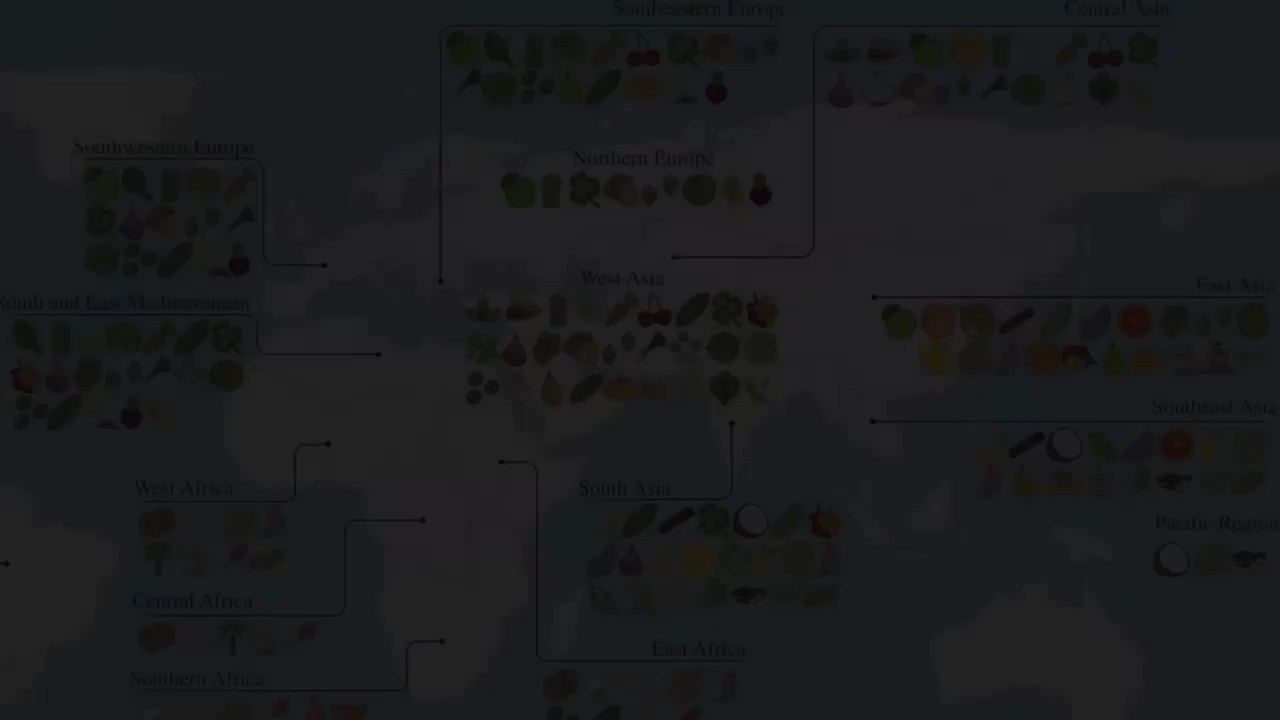 Southeastern Europe
Central Asia
Southwestern Europe
Northern Europe
West Asia
East Asia
South and East Mediterranean
Southeast Asia
West Africa
South Asia
Pacific Region
Central Africa
East Africa
Southern Africa